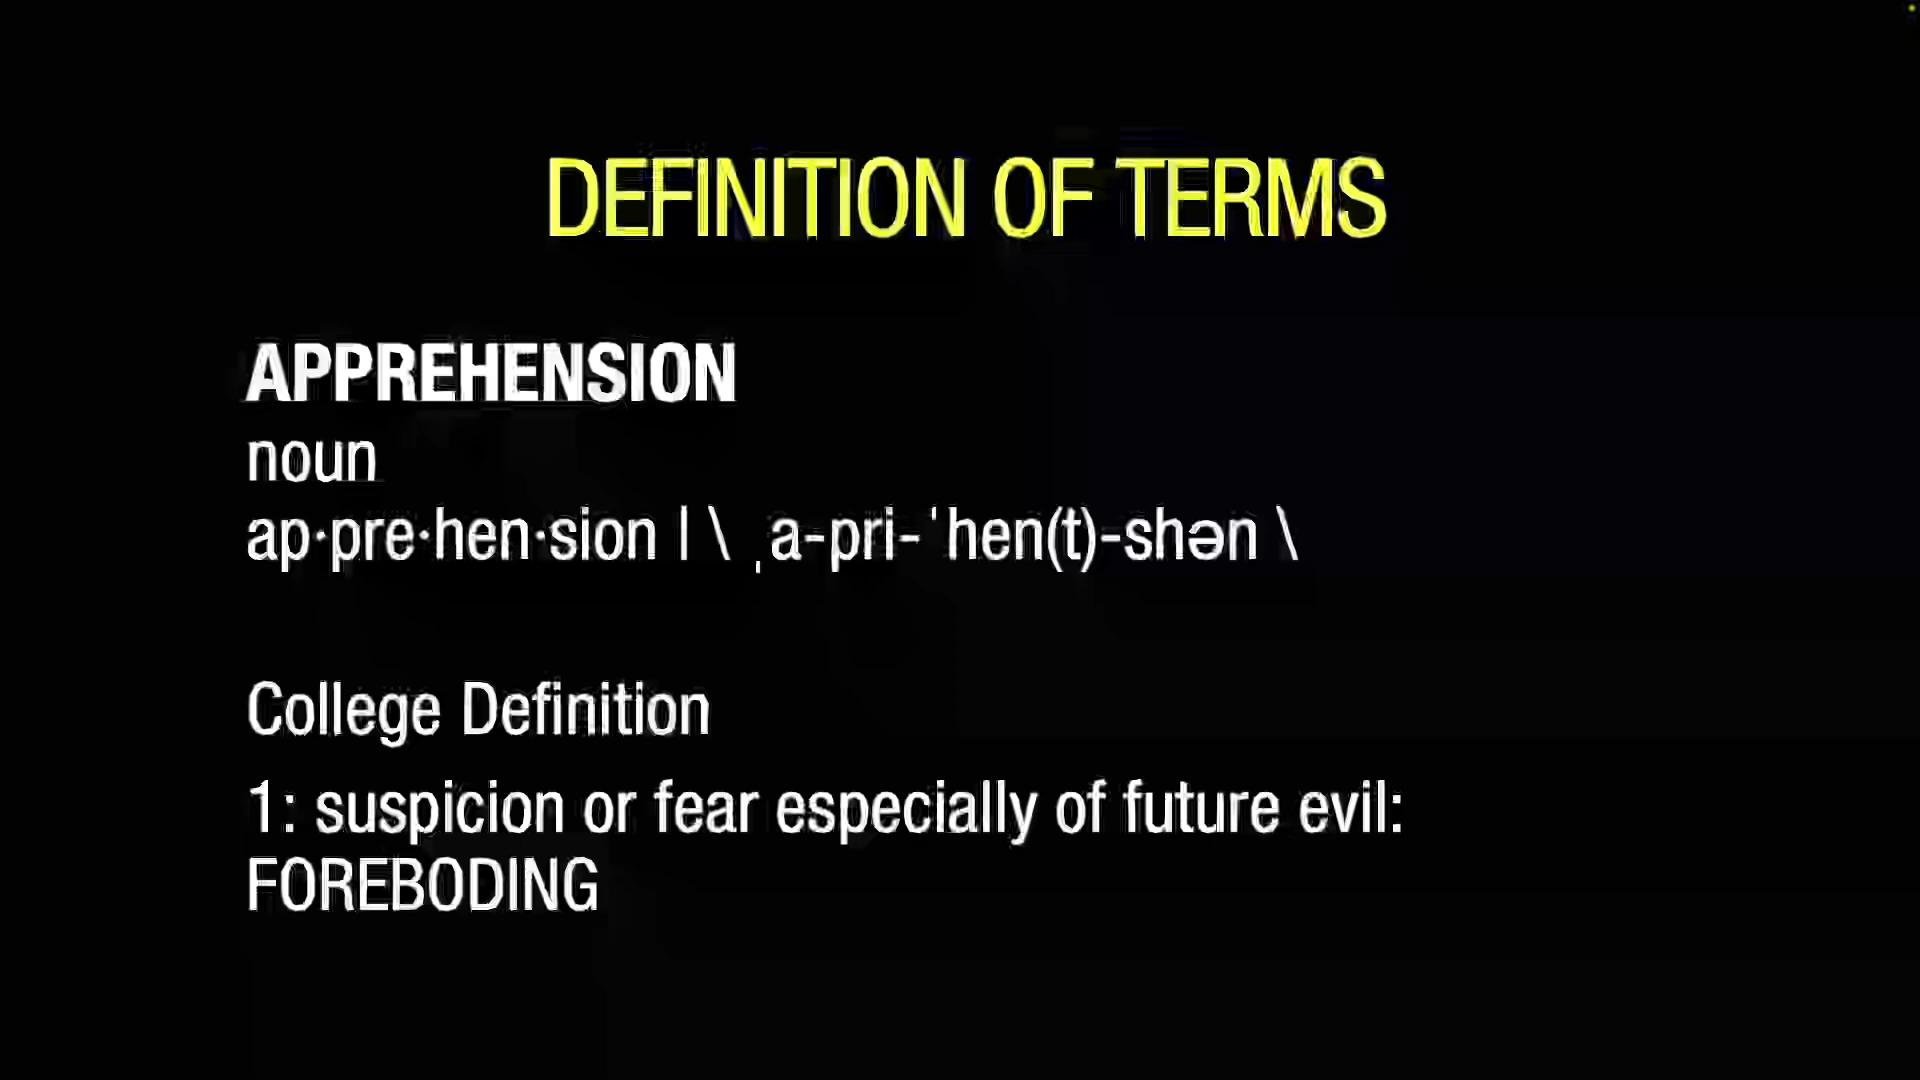 DEFINITION OF TERMS
APPREHENSION
noun
ap·pre·hen·sion | \ ˌa-pri-ˈhen(t)-shən \
College Definition
1: suspicion or fear especially of future evil:
FOREBODING